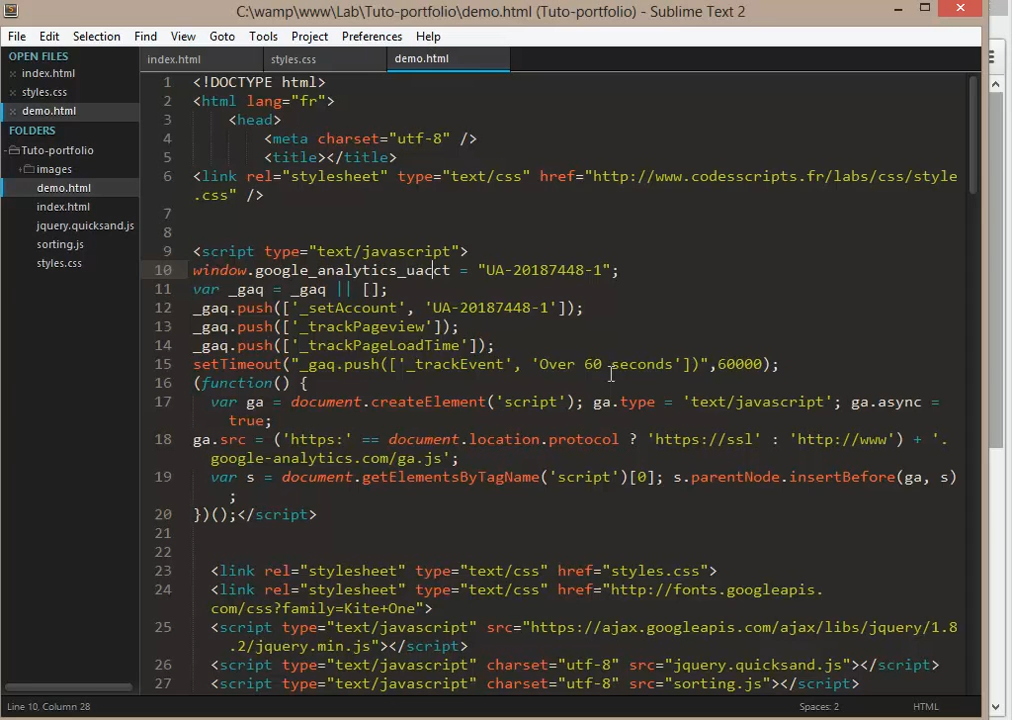 C:\wamp\www\Lab\Tuto-portfolio\demo.html (Tuto-portfolio) - Sublime Text 2
File Edit Selection Find View Goto Tools Project Preferences Help
OPEN FILES
index.html
styles.css
demo.html
FOLDERS
Tuto-portfolio
images
demo.html
index.html
jquery.quicksand.js
sorting.js
styles.css
index.html styles.css demo.html
1 <!DOCTYPE html>
2 <html lang="fr">
3 <head>
4 <meta charset="utf-8" />
5 <title></title>
6 <link rel="stylesheet" type="text/css" href="http://www.codesscripts.fr/labs/css/style
.css" />
7
8
9 <script type="text/javascript">
10 window.google_analytics_uacct = "UA-20187448-1";
11 var _gaq = _gaq || [];
12 _gaq.push(['_setAccount', 'UA-20187448-1']);
13 _gaq.push(['_trackPageview']);
14 _gaq.push(['_trackPageLoadTime']);
15 setTimeout("_gaq.push(['_trackEvent', 'Over 60 seconds'])",60000);
16 (function() {
17 var ga = document.createElement('script'); ga.type = 'text/javascript'; ga.async =
true;
18 ga.src = ('https:' == document.location.protocol ? 'https://ssl' : 'http://www') + '.
google-analytics.com/ga.js';
19 var s = document.getElementsByTagName('script')[0]; s.parentNode.insertBefore(ga, s)
;
20 })();</script>
21
22
23 <link rel="stylesheet" type="text/css" href="styles.css">
24 <link rel="stylesheet" type="text/css" href="http://fonts.googleapis.
com/css?family=Kite+One">
25 <script type="text/javascript" src="https://ajax.googleapis.com/ajax/libs/jquery/1.8
.2/jquery.min.js"></script>
26 <script type="text/javascript" charset="utf-8" src="jquery.quicksand.js"></script>
27 <script type="text/javascript" charset="utf-8" src="sorting.js"></script>
Line 10, Column 28 Spaces: 2 HTML